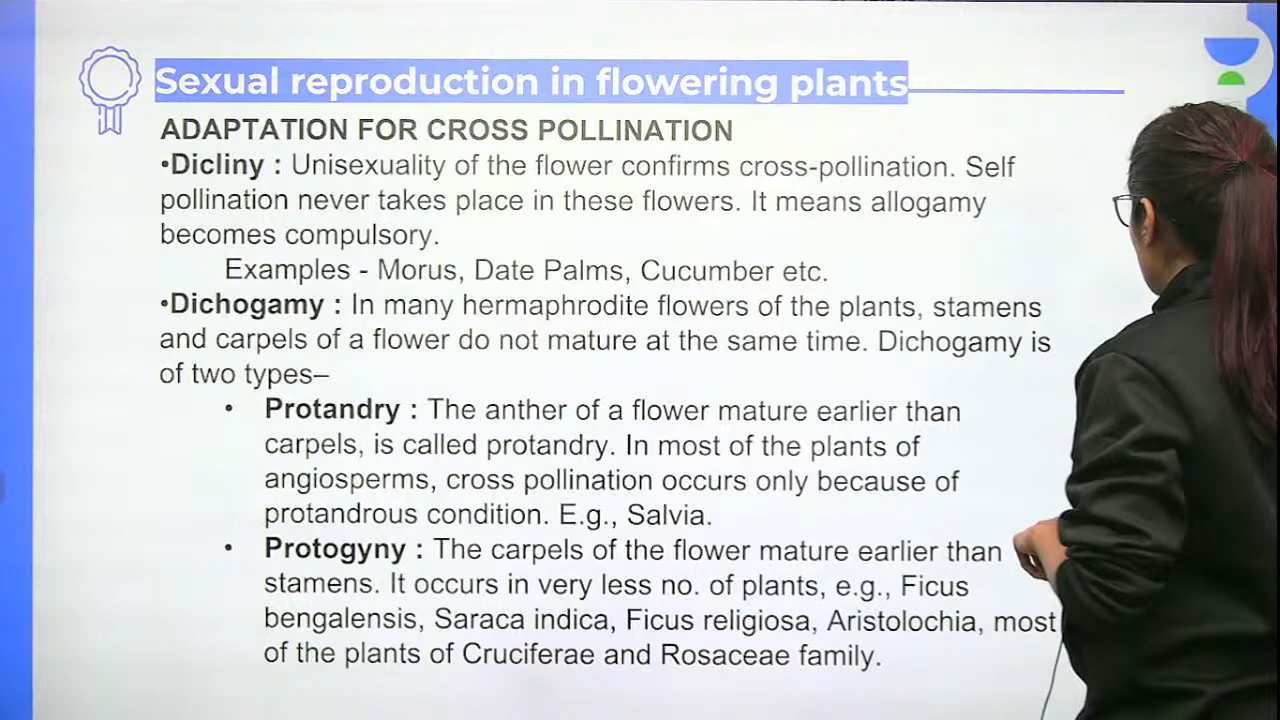 Sexual reproduction in flowering plants
ADAPTATION FOR CROSS POLLINATION
•Dicliny : Unisexuality of the flower confirms cross-pollination. Self
pollination never takes place in these flowers. It means allogamy
becomes compulsory.
Examples - Morus, Date Palms, Cucumber etc.
•Dichogamy : In many hermaphrodite flowers of the plants, stamens
and carpels of a flower do not mature at the same time. Dichogamy is
of two types–
• Protandry : The anther of a flower mature earlier than
carpels, is called protandry. In most of the plants of
angiosperms, cross pollination occurs only because of
protandrous condition. E.g., Salvia.
• Protogyny : The carpels of the flower mature earlier than
stamens. It occurs in very less no. of plants, e.g., Ficus
bengalensis, Saraca indica, Ficus religiosa, Aristolochia, most
of the plants of Cruciferae and Rosaceae family.